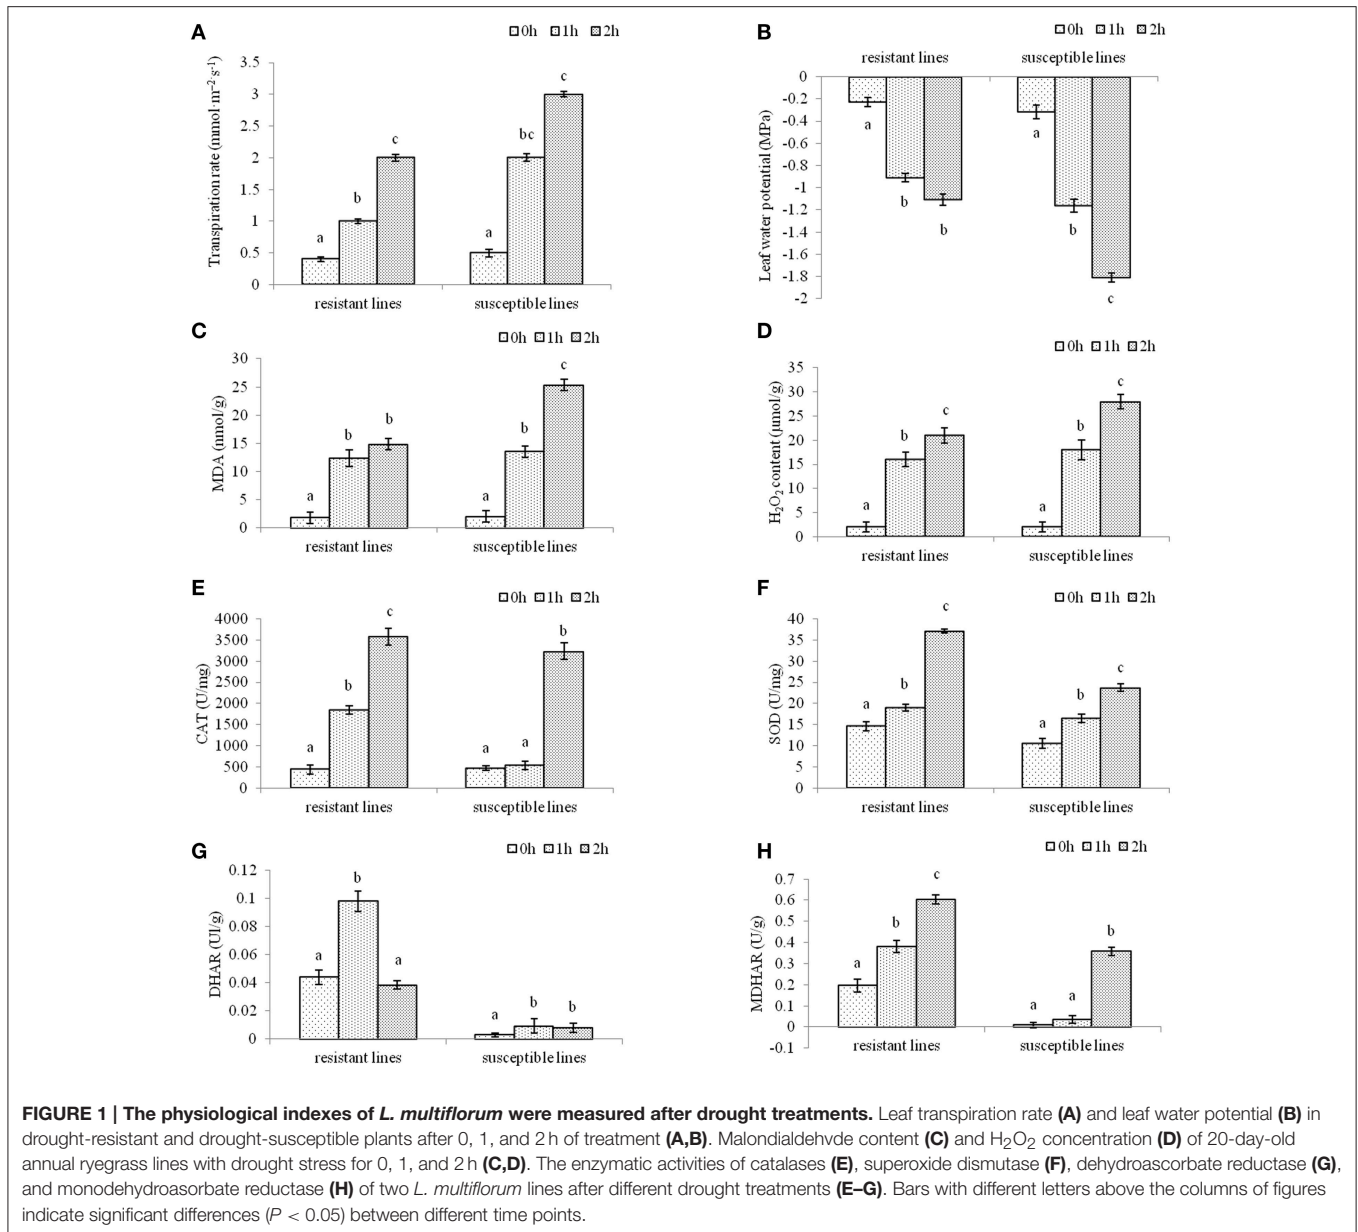 A
0h 1h 2h
Transpiration rate (mmol·m⁻²·s⁻¹)
3.5
3
2.5
2
1.5
1
0.5
0
a
b
c
a
bc
c
resistant lines
susceptible lines
B
0h 1h 2h
resistant lines
susceptible lines
Leaf water potential (MPa)
0
-0.2
-0.4
-0.6
-0.8
-1
-1.2
-1.4
-1.6
-1.8
-2
a
b
b
a
b
c
C
0h 1h 2h
MDA (nmol/g)
30
25
20
15
10
5
0
a
b
b
a
b
c
resistant lines
susceptible lines
D
0h 1h 2h
H₂O₂ content (μmol/g)
35
30
25
20
15
10
5
0
a
b
c
a
b
c
resistant lines
susceptible lines
E
0h 1h 2h
CAT (U/mg)
4000
3500
3000
2500
2000
1500
1000
500
0
a
b
c
a
a
b
resistant lines
susceptible lines
F
0h 1h 2h
SOD (U/mg)
40
35
30
25
20
15
10
5
0
a
b
c
a
b
c
resistant lines
susceptible lines
G
0h 1h 2h
DHAR (Ul/g)
0.12
0.1
0.08
0.06
0.04
0.02
0
a
b
a
a
b
b
resistant lines
susceptible lines
H
0h 1h 2h
MDHAR (U/g)
0.7
0.6
0.5
0.4
0.3
0.2
0.1
0
-0.1
a
b
c
a
a
b
resistant lines
susceptible lines
FIGURE 1 | The physiological indexes of L. multiflorum were measured after drought treatments. Leaf transpiration rate (A) and leaf water potential (B) in
drought-resistant and drought-susceptible plants after 0, 1, and 2 h of treatment (A,B). Malondialdehvde content (C) and H₂O₂ concentration (D) of 20-day-old
annual ryegrass lines with drought stress for 0, 1, and 2 h (C,D). The enzymatic activities of catalases (E), superoxide dismutase (F), dehydroascorbate reductase (G),
and monodehydroasorbate reductase (H) of two L. multiflorum lines after different drought treatments (E–G). Bars with different letters above the columns of figures
indicate significant differences (P < 0.05) between different time points.